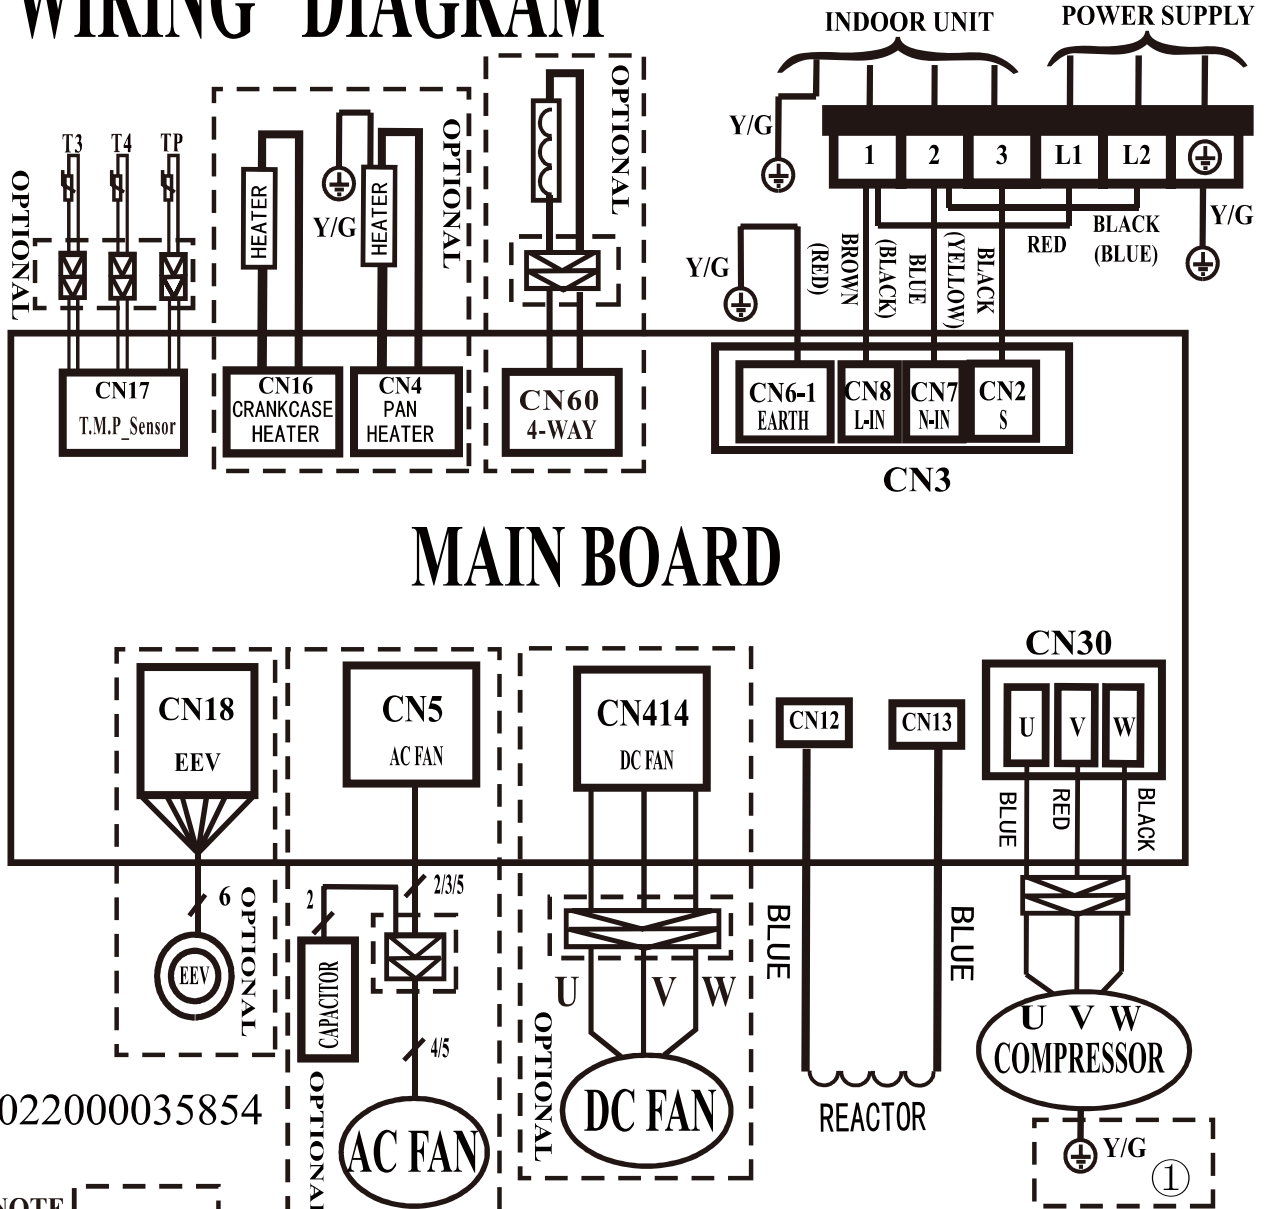 WIRING DIAGRAM
INDOOR UNIT
POWER SUPPLY
OPTIONAL
T3 T4 TP
OPTIONAL
OPTIONAL
HEATER
Y/G
HEATER
Y/G
1 2 3 L1 L2
Y/G
Y/G
(RED)
BROWN
(BLACK)
BLUE
(YELLOW)
BLACK
RED
BLACK
(BLUE)
CN17
T.M.P_Sensor
CN16
CRANKCASE
HEATER
CN4
PAN
HEATER
CN60
4-WAY
CN6-1
EARTH
CN8
L-IN
CN7
N-IN
CN2
S
CN3
MAIN BOARD
CN18
EEV
CN5
AC FAN
CN414
DC FAN
CN12
CN13
CN30
U V W
BLUE
RED
BLACK
6
OPTIONAL
EEV
2
2/3/5
CAPACITOR
4/5
OPTIONAL
AC FAN
U V W
OPTIONAL
DC FAN
BLUE
BLUE
REACTOR
U V W
COMPRESSOR
Y/G
①
022000035854
NOTE